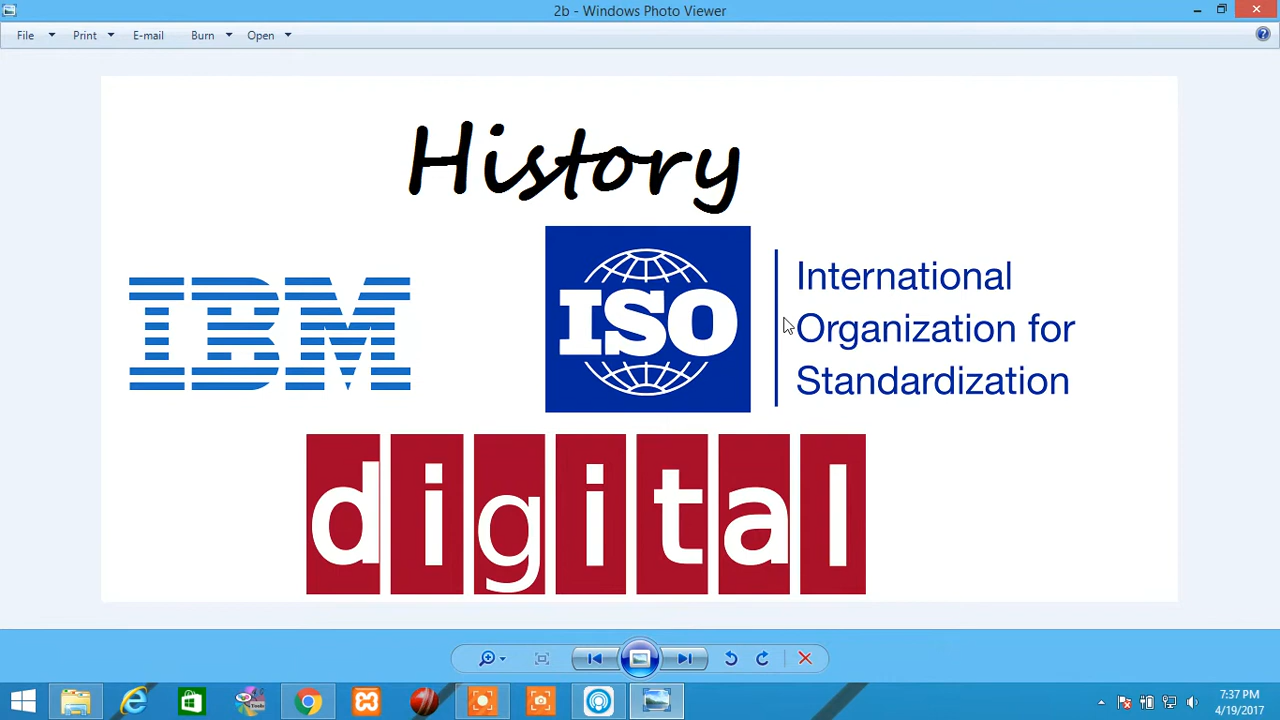 2b - Windows Photo Viewer
File Print E-mail Burn Open
History
IBM
ISO
International
Organization for
Standardization
digital
Tools
7:37 PM
4/19/2017